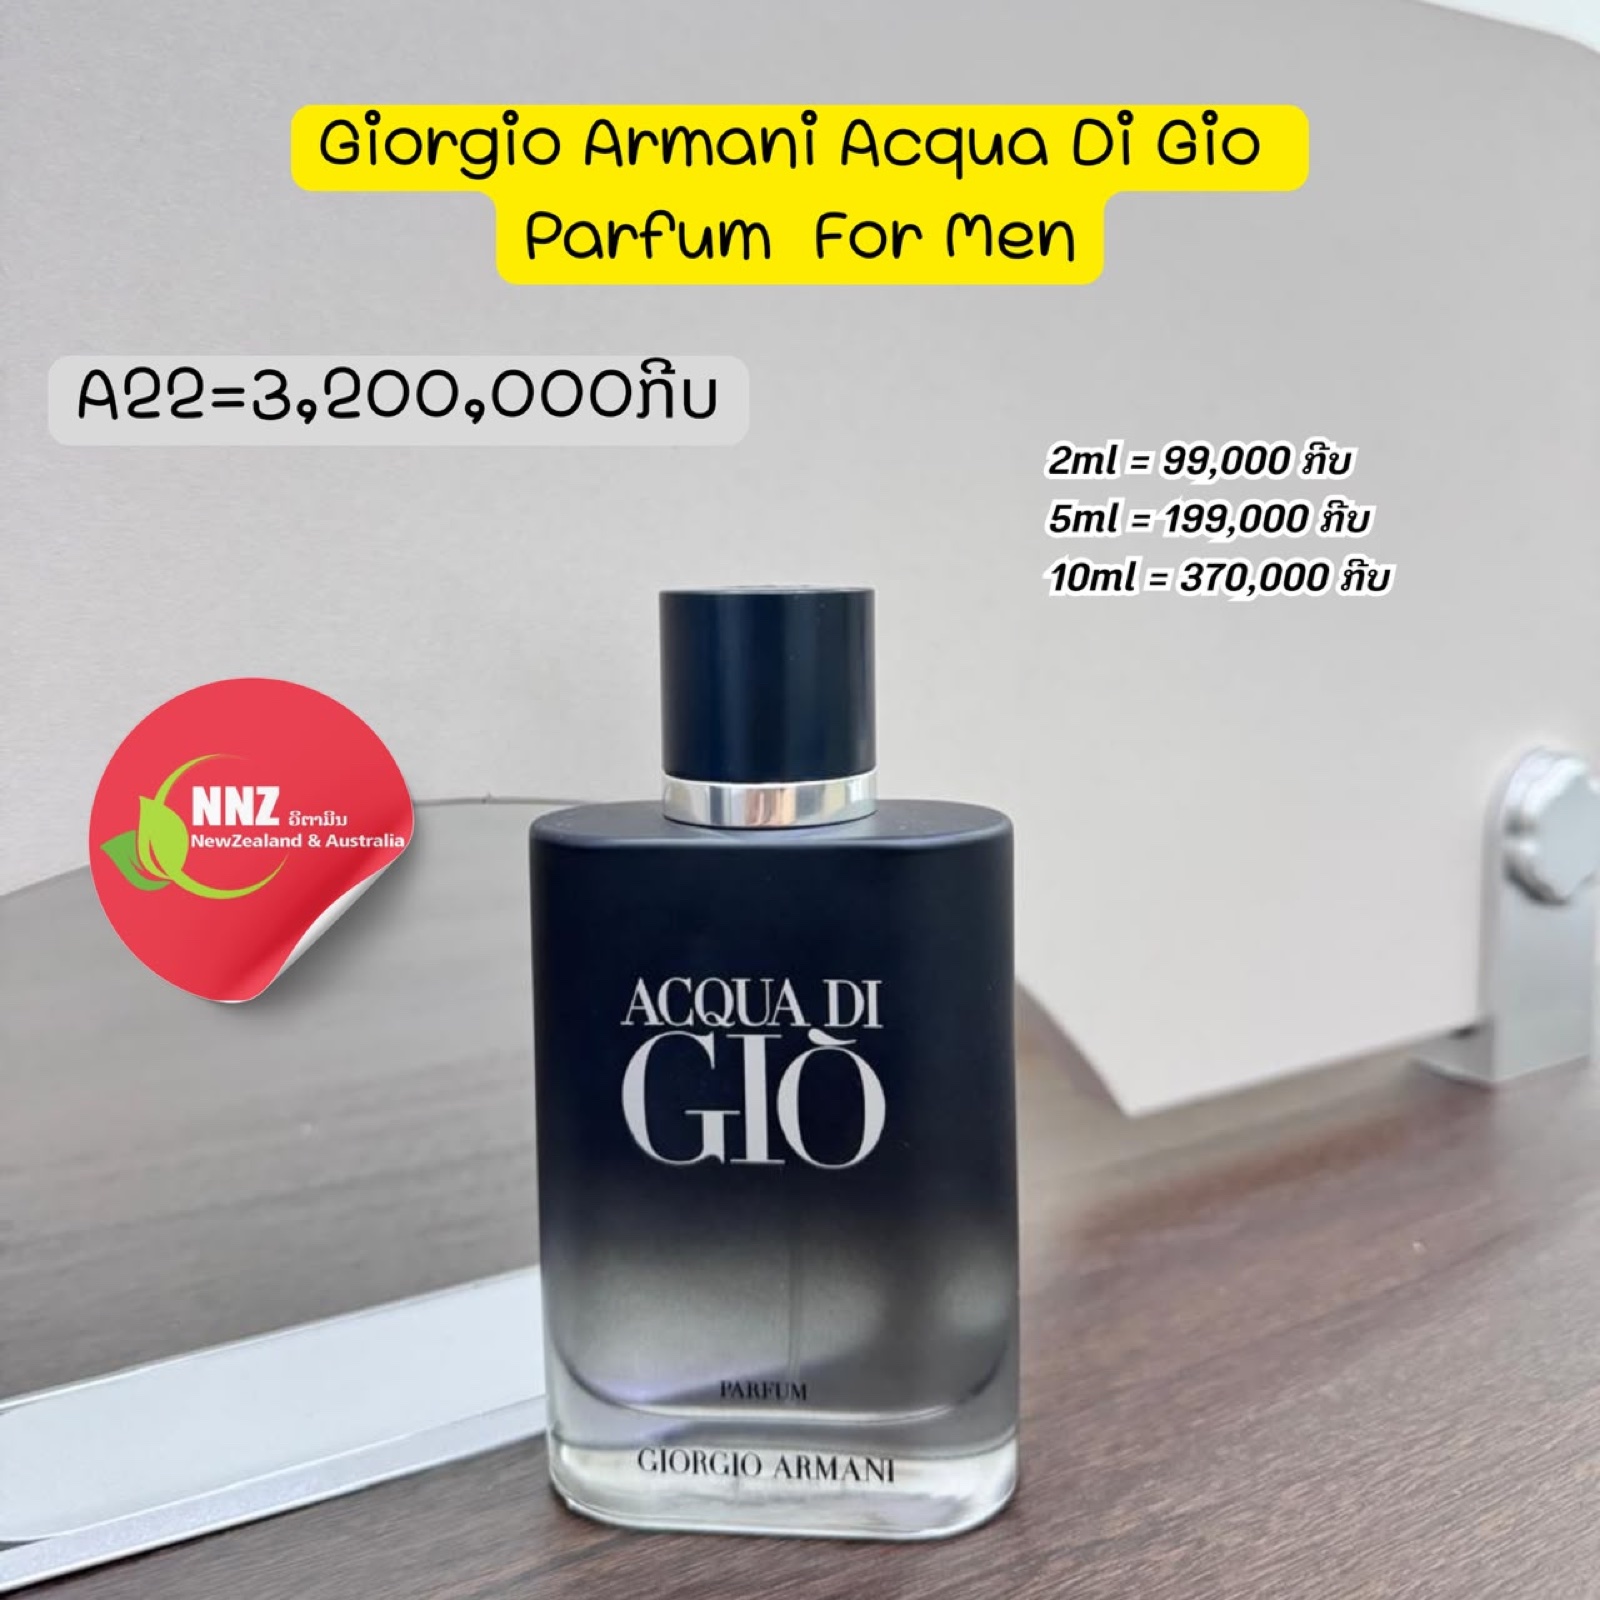 Giorgio Armani Acqua Di Gio
Parfum For Men
A22=3,200,000ກີບ
2ml = 99,000 ກີບ
5ml = 199,000 ກີບ
10ml = 370,000 ກີບ
NNZ ວິຕາມິນ
NewZealand & Australia
ACQUA DI
GIÒ
PARFUM
GIORGIO ARMANI